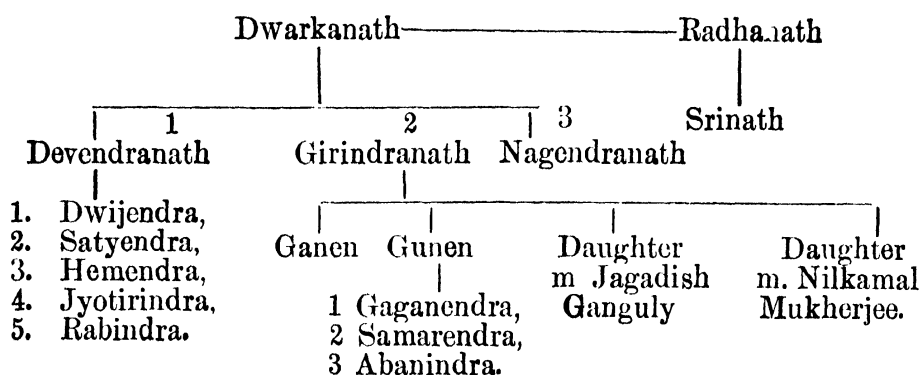 Dwarkanath Radhanath
1 2 3 Srinath
Devendranath Girindranath Nagendranath
1. Dwijendra,
2. Satyendra,
3. Hemendra,
4. Jyotirindra,
5. Rabindra.
Ganen Gunen Daughter Daughter
m Jagadish m. Nilkamal
Ganguly Mukherjee.
1 Gaganendra,
2 Samarendra,
3 Abanindra.